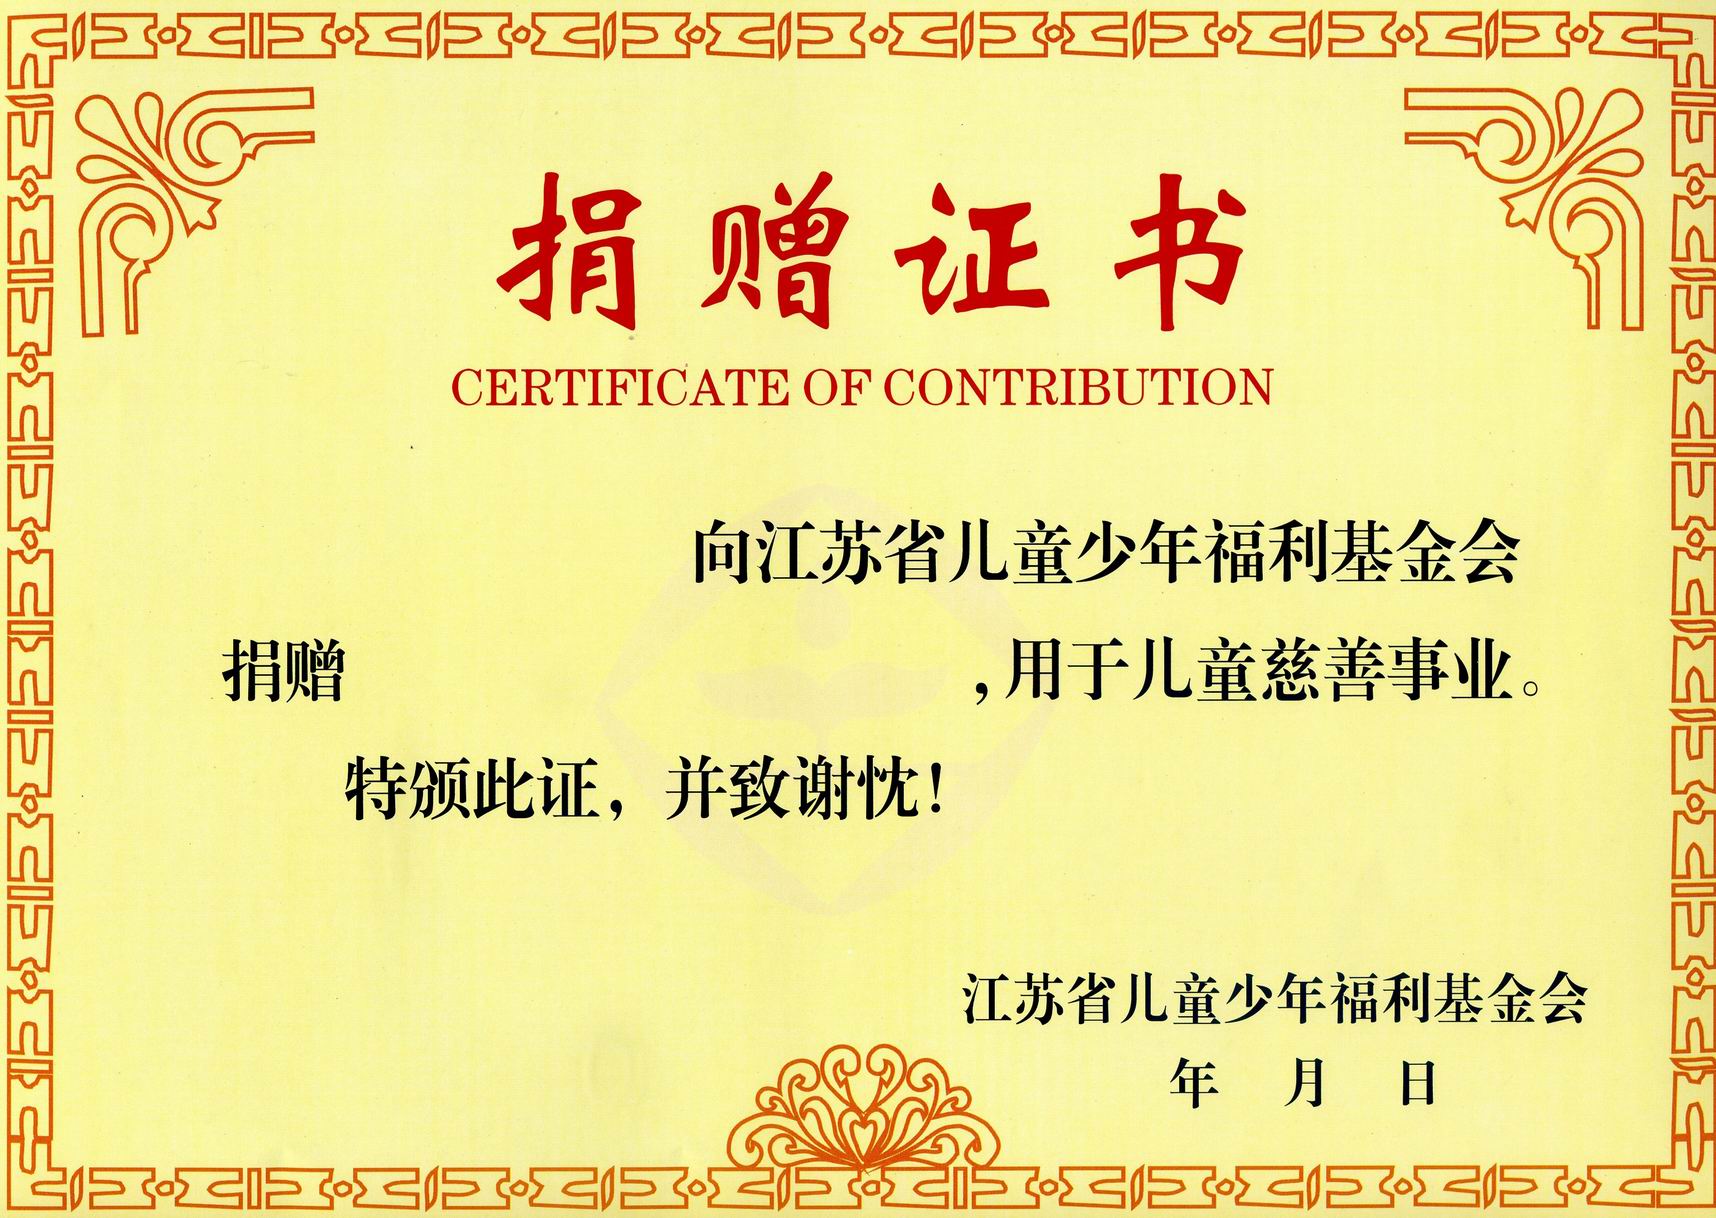 捐赠证书
CERTIFICATE OF CONTRIBUTION
向江苏省儿童少年福利基金会
捐赠 ,用于儿童慈善事业。
特颁此证，并致谢忱！
江苏省儿童少年福利基金会
年 月 日